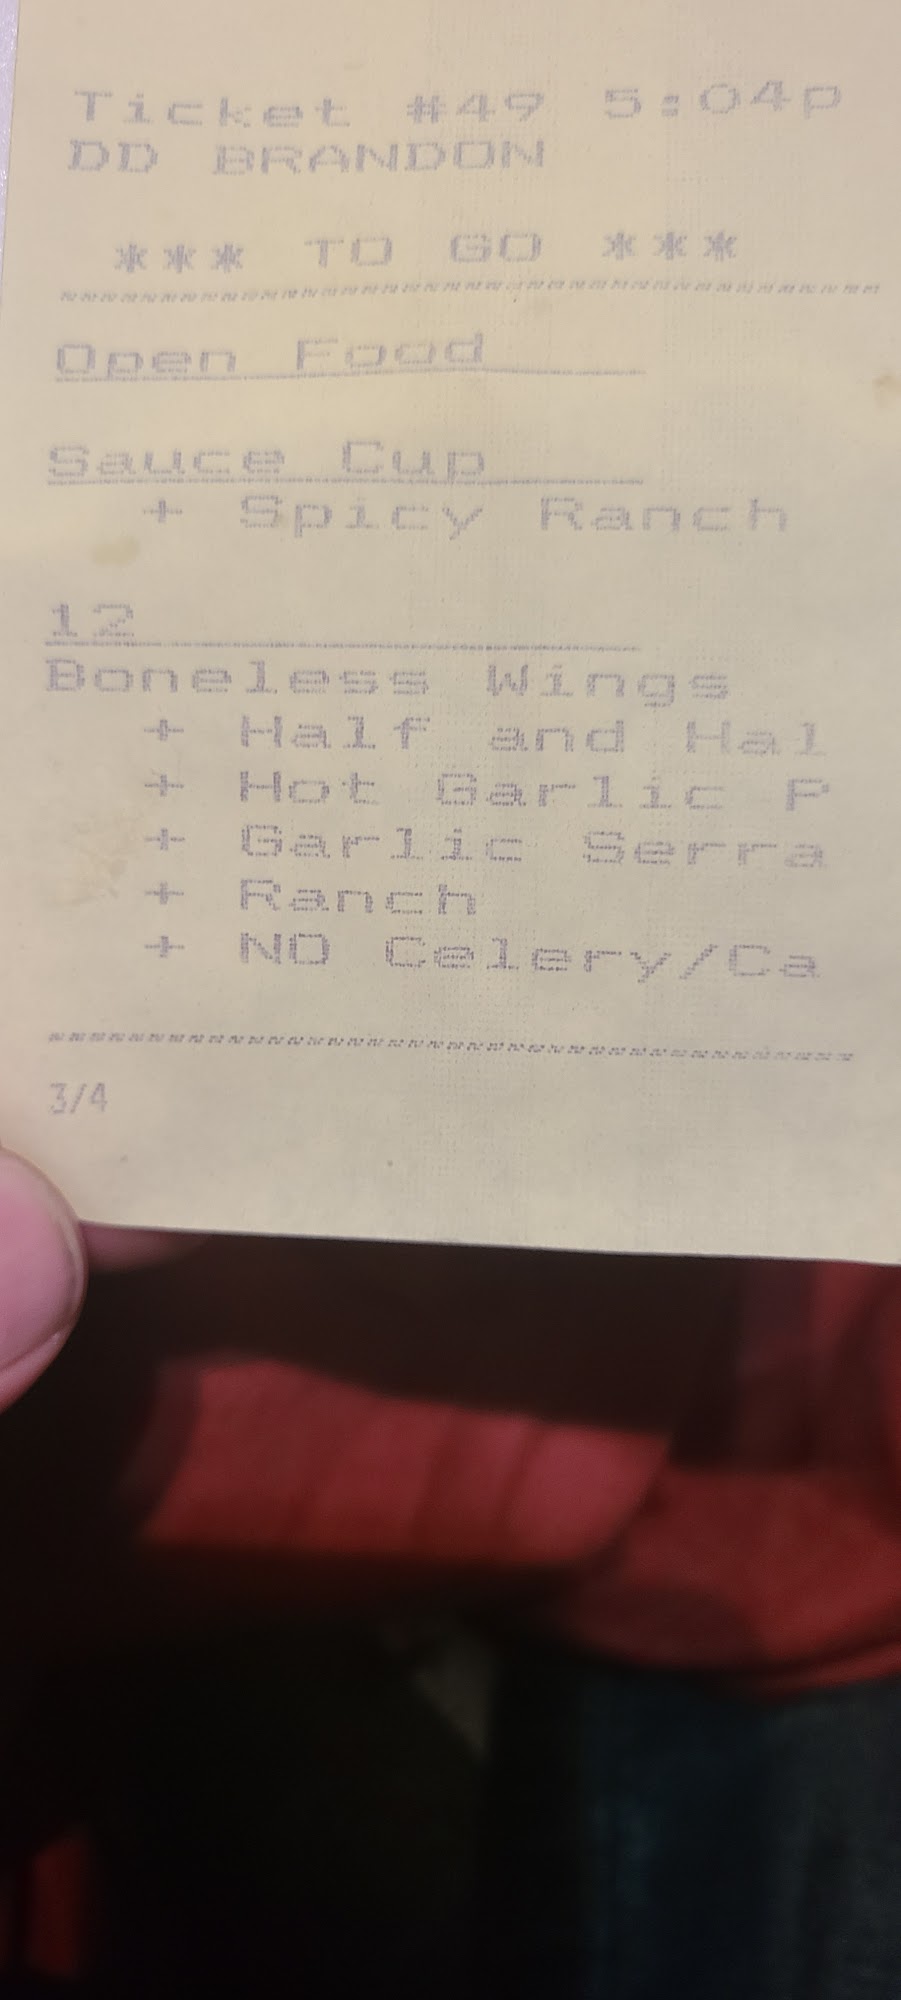 Ticket #49 5:04p
DD BRANDON
*** TO GO ***
~~~~~~~~~~~~~~~~~~~~~~~~~~~~~~~~~~~~~~~~
Open Food
Sauce Cup
+ Spicy Ranch
12
Boneless Wings
+ Half and Hal
+ Hot Garlic P
+ Garlic Serra
+ Ranch
+ NO Celery/Ca
~~~~~~~~~~~~~~~~~~~~~~~~~~~~~~~~~~~~~~~~
3/4